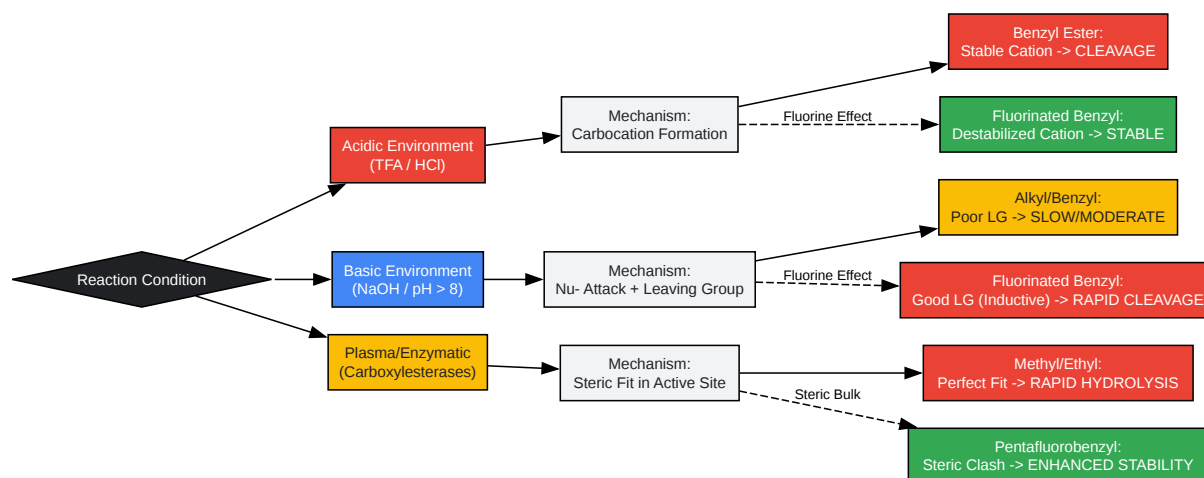 Reaction Condition
Acidic Environment
(TFA / HCl)
Basic Environment
(NaOH / pH > 8)
Plasma/Enzymatic
(Carboxylesterases)
Mechanism:
Carbocation Formation
Mechanism:
Nu- Attack + Leaving Group
Mechanism:
Steric Fit in Active Site
Fluorine Effect
Fluorine Effect
Steric Bulk
Benzyl Ester:
Stable Cation -> CLEAVAGE
Fluorinated Benzyl:
Destabilized Cation -> STABLE
Alkyl/Benzyl:
Poor LG -> SLOW/MODERATE
Fluorinated Benzyl:
Good LG (Inductive) -> RAPID CLEAVAGE
Methyl/Ethyl:
Perfect Fit -> RAPID HYDROLYSIS
Pentafluorobenzyl:
Steric Clash -> ENHANCED STABILITY